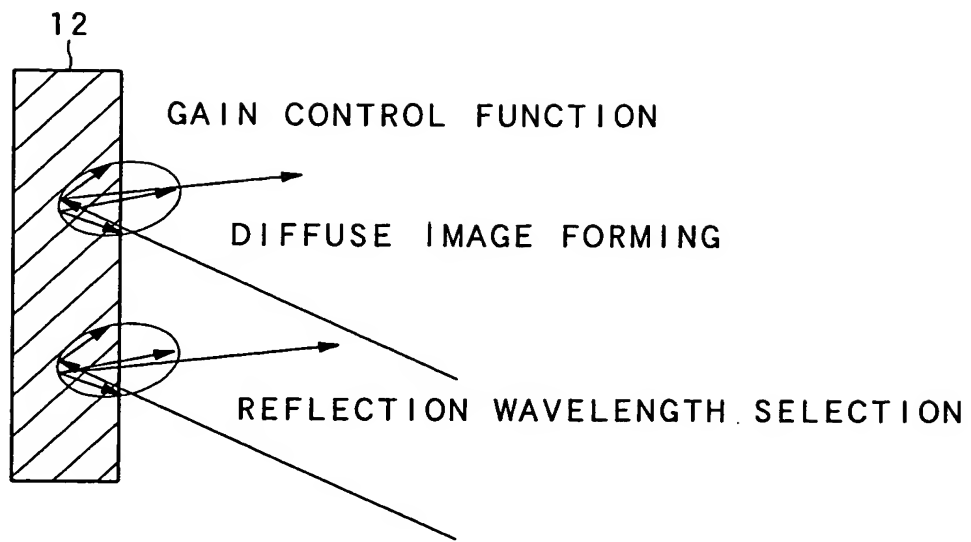 12
GAIN CONTROL FUNCTION
DIFFUSE IMAGE FORMING
REFLECTION WAVELENGTH SELECTION